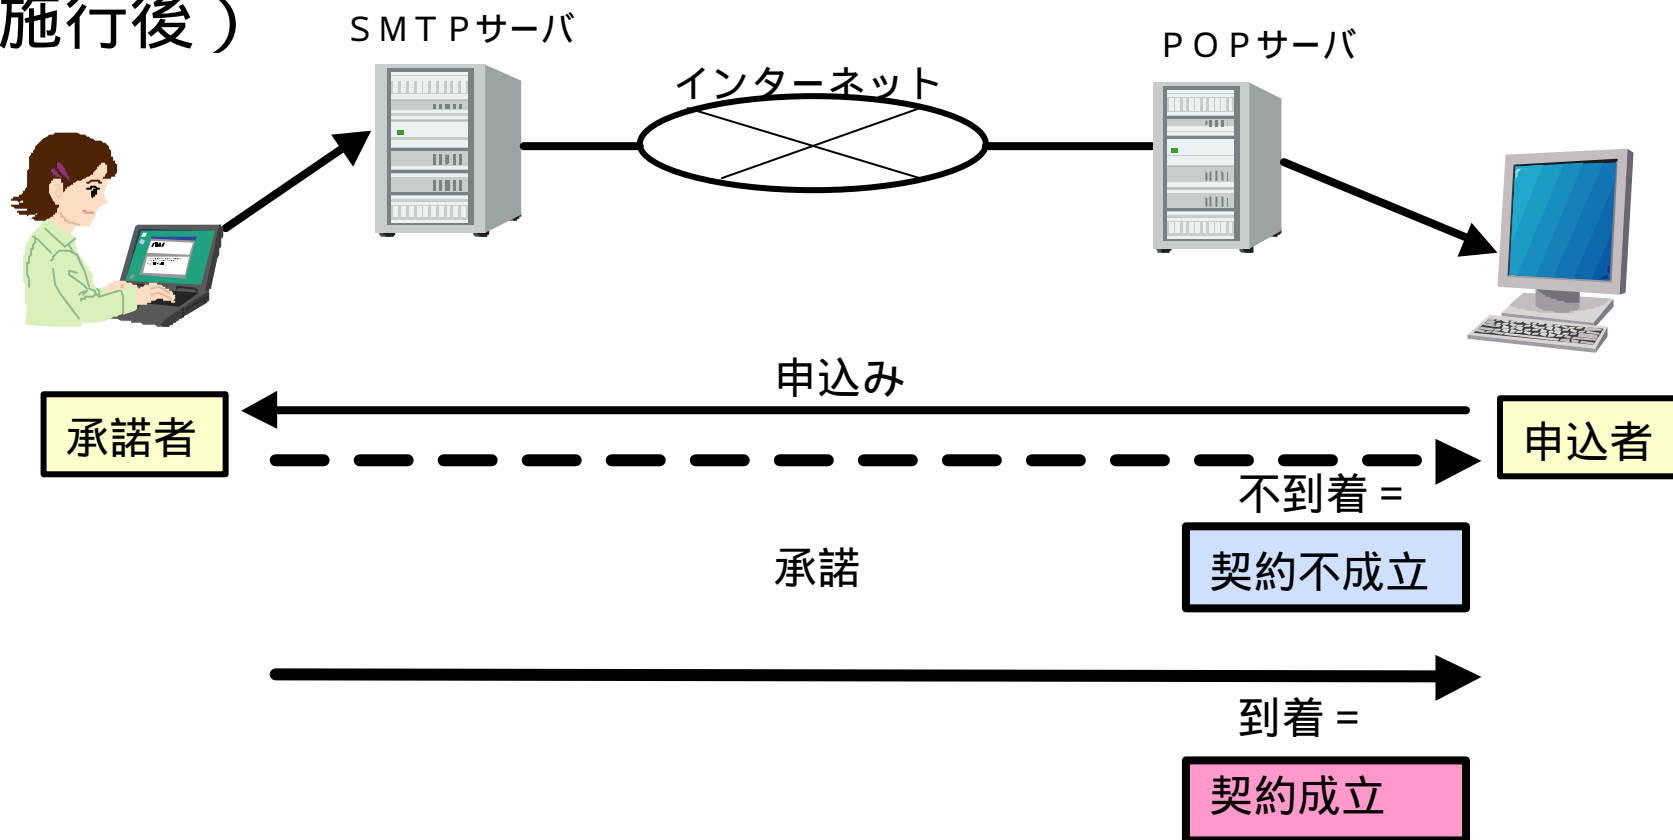 施行後）
ＳＭＴＰサーバ
ＰＯＰサーバ
インターネット
申込み
承諾者
申込者
不到着＝
承諾
契約不成立
到着＝
契約成立